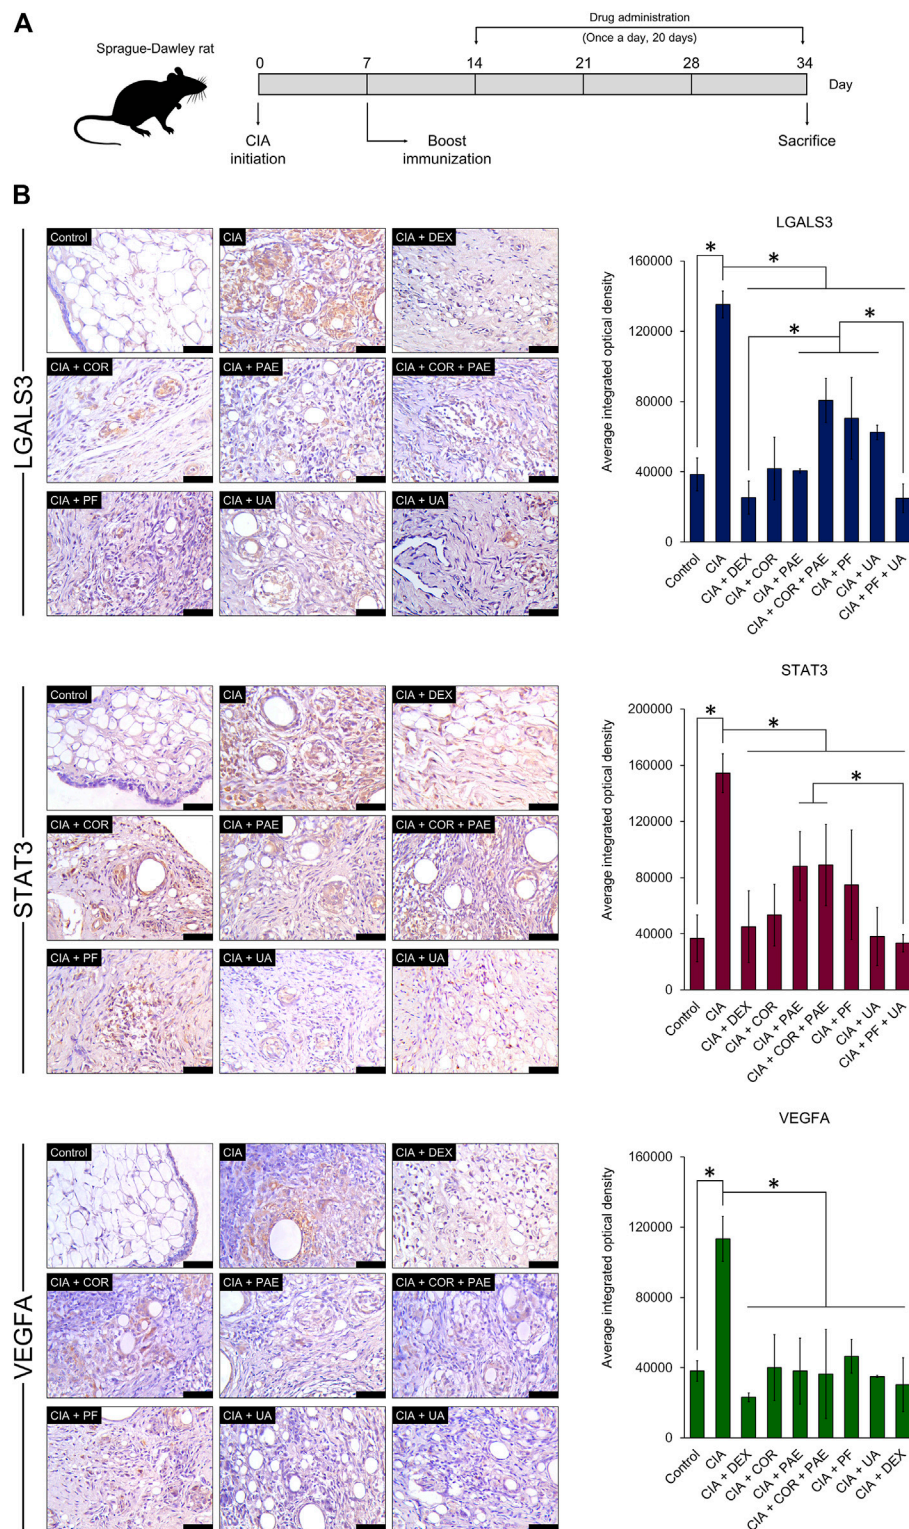 A
Sprague-Dawley rat
Drug administration
(Once a day, 20 days)
0 7 14 21 28 34
Day
CIA
initiation
Boost
immunization
Sacrifice
B
LGALS3
Control
CIA
CIA + DEX
CIA + COR
CIA + PAE
CIA + COR + PAE
CIA + PF
CIA + UA
CIA + UA
LGALS3
Average integrated optical density
160000
120000
80000
40000
0
*
*
*
*
Control
CIA
CIA + DEX
CIA + COR
CIA + PAE
CIA + COR + PAE
CIA + PF
CIA + UA
CIA + PF + UA
STAT3
Control
CIA
CIA + DEX
CIA + COR
CIA + PAE
CIA + COR + PAE
CIA + PF
CIA + UA
CIA + UA
STAT3
Average integrated optical density
200000
160000
120000
80000
40000
0
*
*
*
Control
CIA
CIA + DEX
CIA + COR
CIA + PAE
CIA + COR + PAE
CIA + PF
CIA + UA
CIA + PF + UA
VEGFA
Control
CIA
CIA + DEX
CIA + COR
CIA + PAE
CIA + COR + PAE
CIA + PF
CIA + UA
CIA + UA
VEGFA
Average integrated optical density
160000
120000
80000
40000
0
*
*
Control
CIA
CIA + DEX
CIA + COR
CIA + PAE
CIA + COR + PAE
CIA + PF
CIA + UA
CIA + DEX